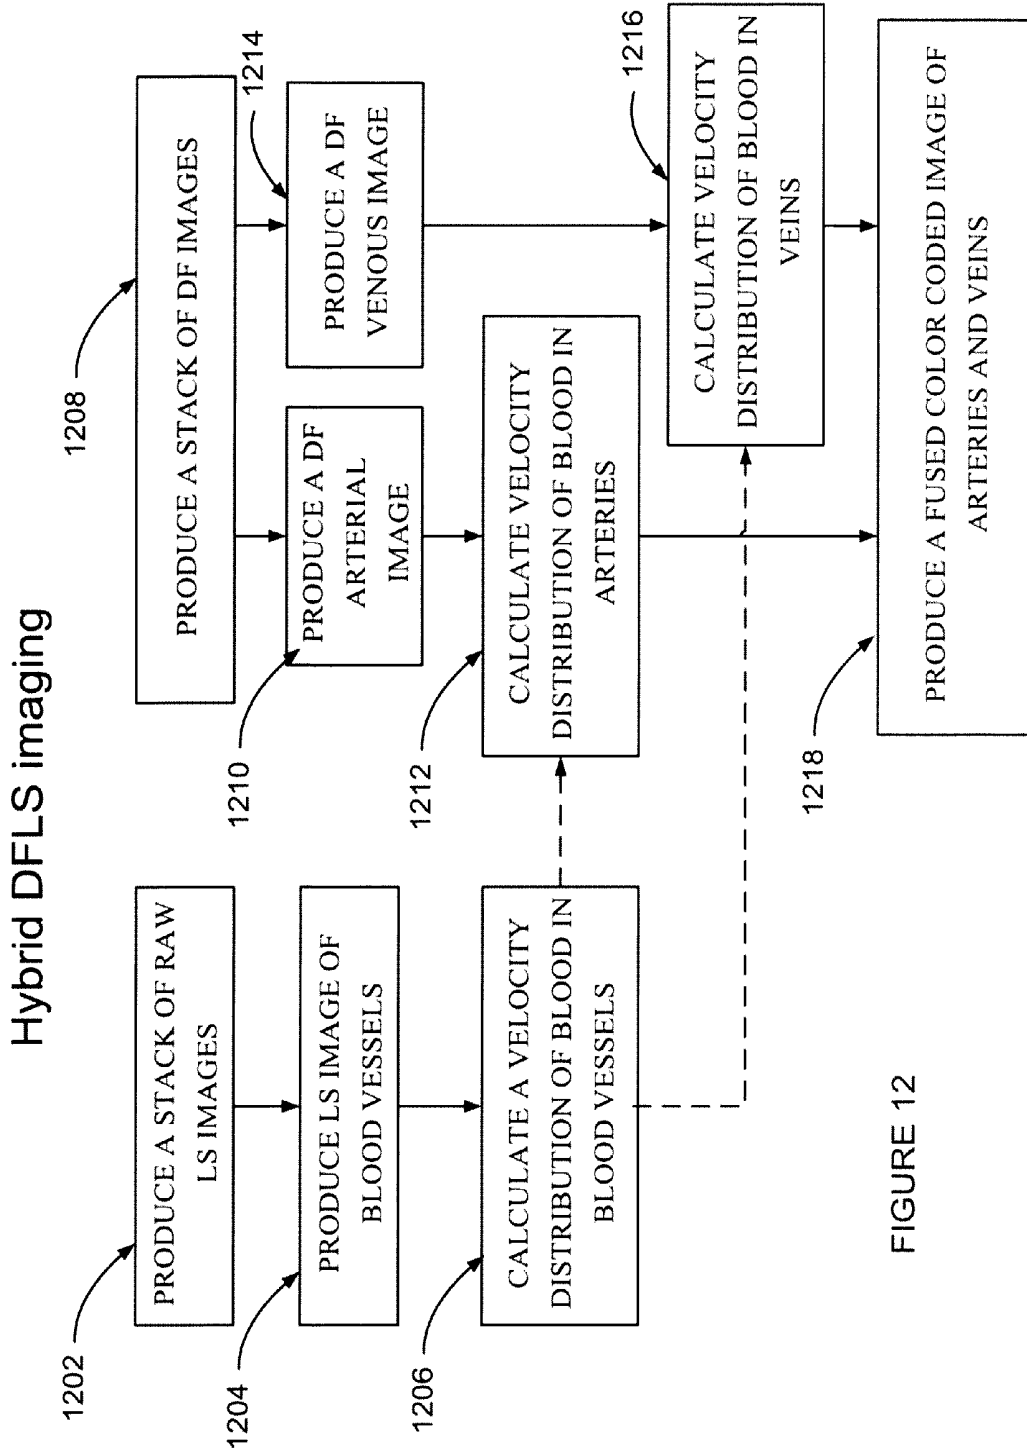 Hybrid DFLS imaging
1202
PRODUCE A STACK OF RAW
LS IMAGES
1204
PRODUCE LS IMAGE OF
BLOOD VESSELS
1206
CALCULATE A VELOCITY
DISTRIBUTION OF BLOOD IN
BLOOD VESSELS
1208
PRODUCE A STACK OF DF IMAGES
1210
PRODUCE A DF
ARTERIAL
IMAGE
1214
PRODUCE A DF
VENOUS IMAGE
1212
CALCULATE VELOCITY
DISTRIBUTION OF BLOOD IN
ARTERIES
1216
CALCULATE VELOCITY
DISTRIBUTION OF BLOOD IN
VEINS
1218
PRODUCE A FUSED COLOR CODED IMAGE OF
ARTERIES AND VEINS
FIGURE 12